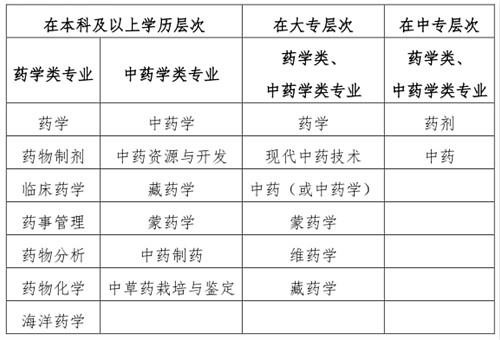 在本科及以上学历层次 在大专层次 在中专层次
药学类专业 中药学类专业 药学类、 药学类、
中药学类专业 中药学类专业
药学 中药学 药学 药剂
药物制剂 中药资源与开发 现代中药技术 中药
临床药学 藏药学 中药（或中药学）
药事管理 蒙药学 蒙药学
药物分析 中药制药 维药学
药物化学 中草药栽培与鉴定 藏药学
海洋药学